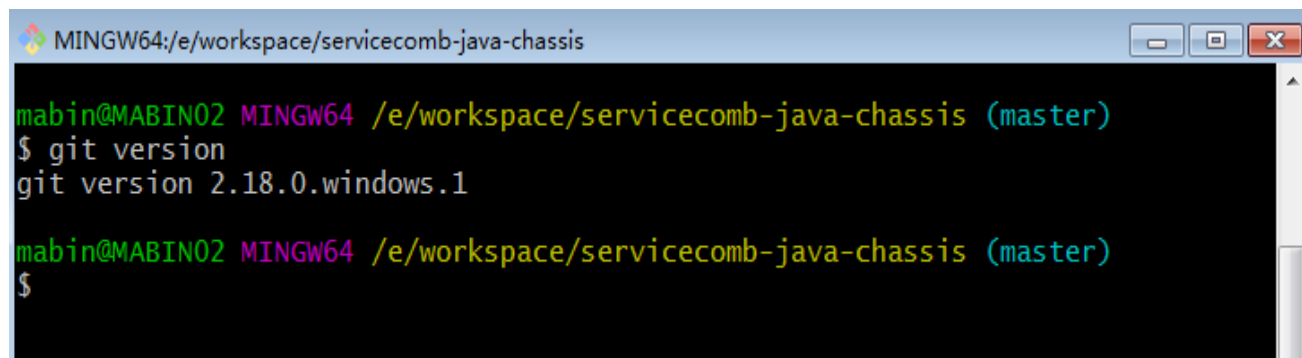 MINGW64:/e/workspace/servicecomb-java-chassis
mabin@MABIN02 MINGW64 /e/workspace/servicecomb-java-chassis (master)
$ git version
git version 2.18.0.windows.1
mabin@MABIN02 MINGW64 /e/workspace/servicecomb-java-chassis (master)
$